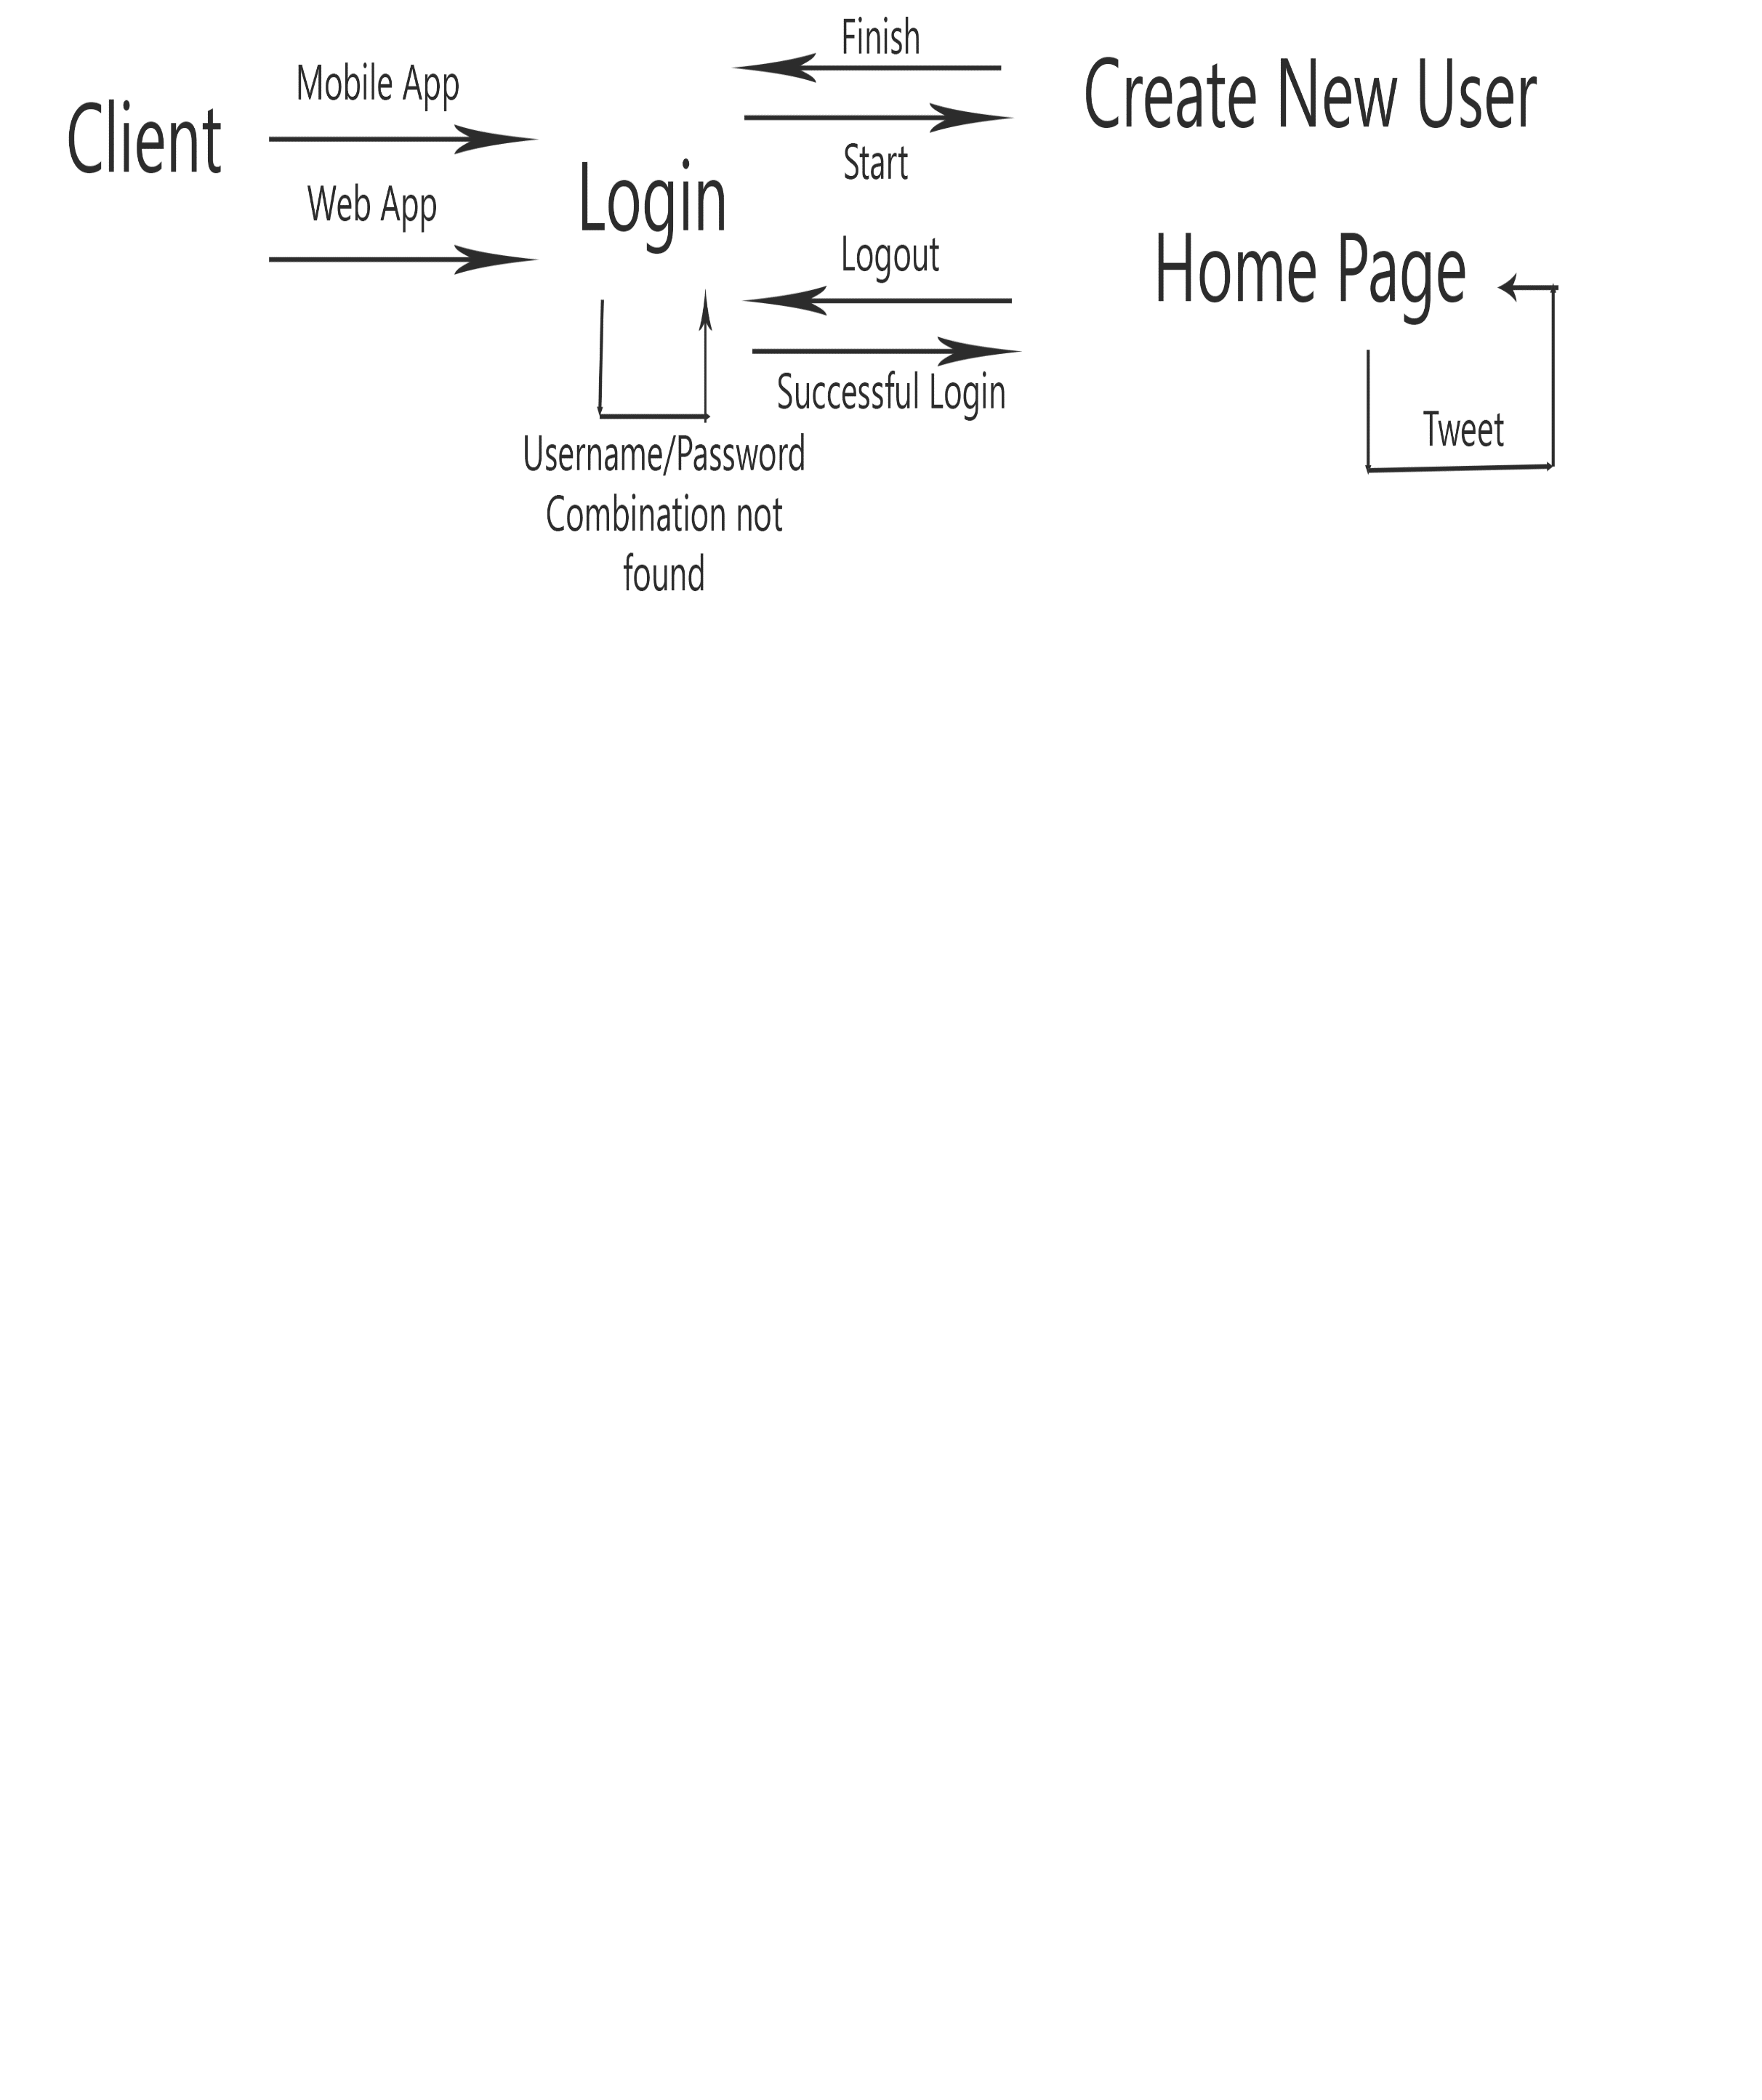 Finish
Mobile App
Create New User
Client
Start
Web App
Login
Logout
Home Page
Successful Login
Tweet
Username/Password
Combination not
found